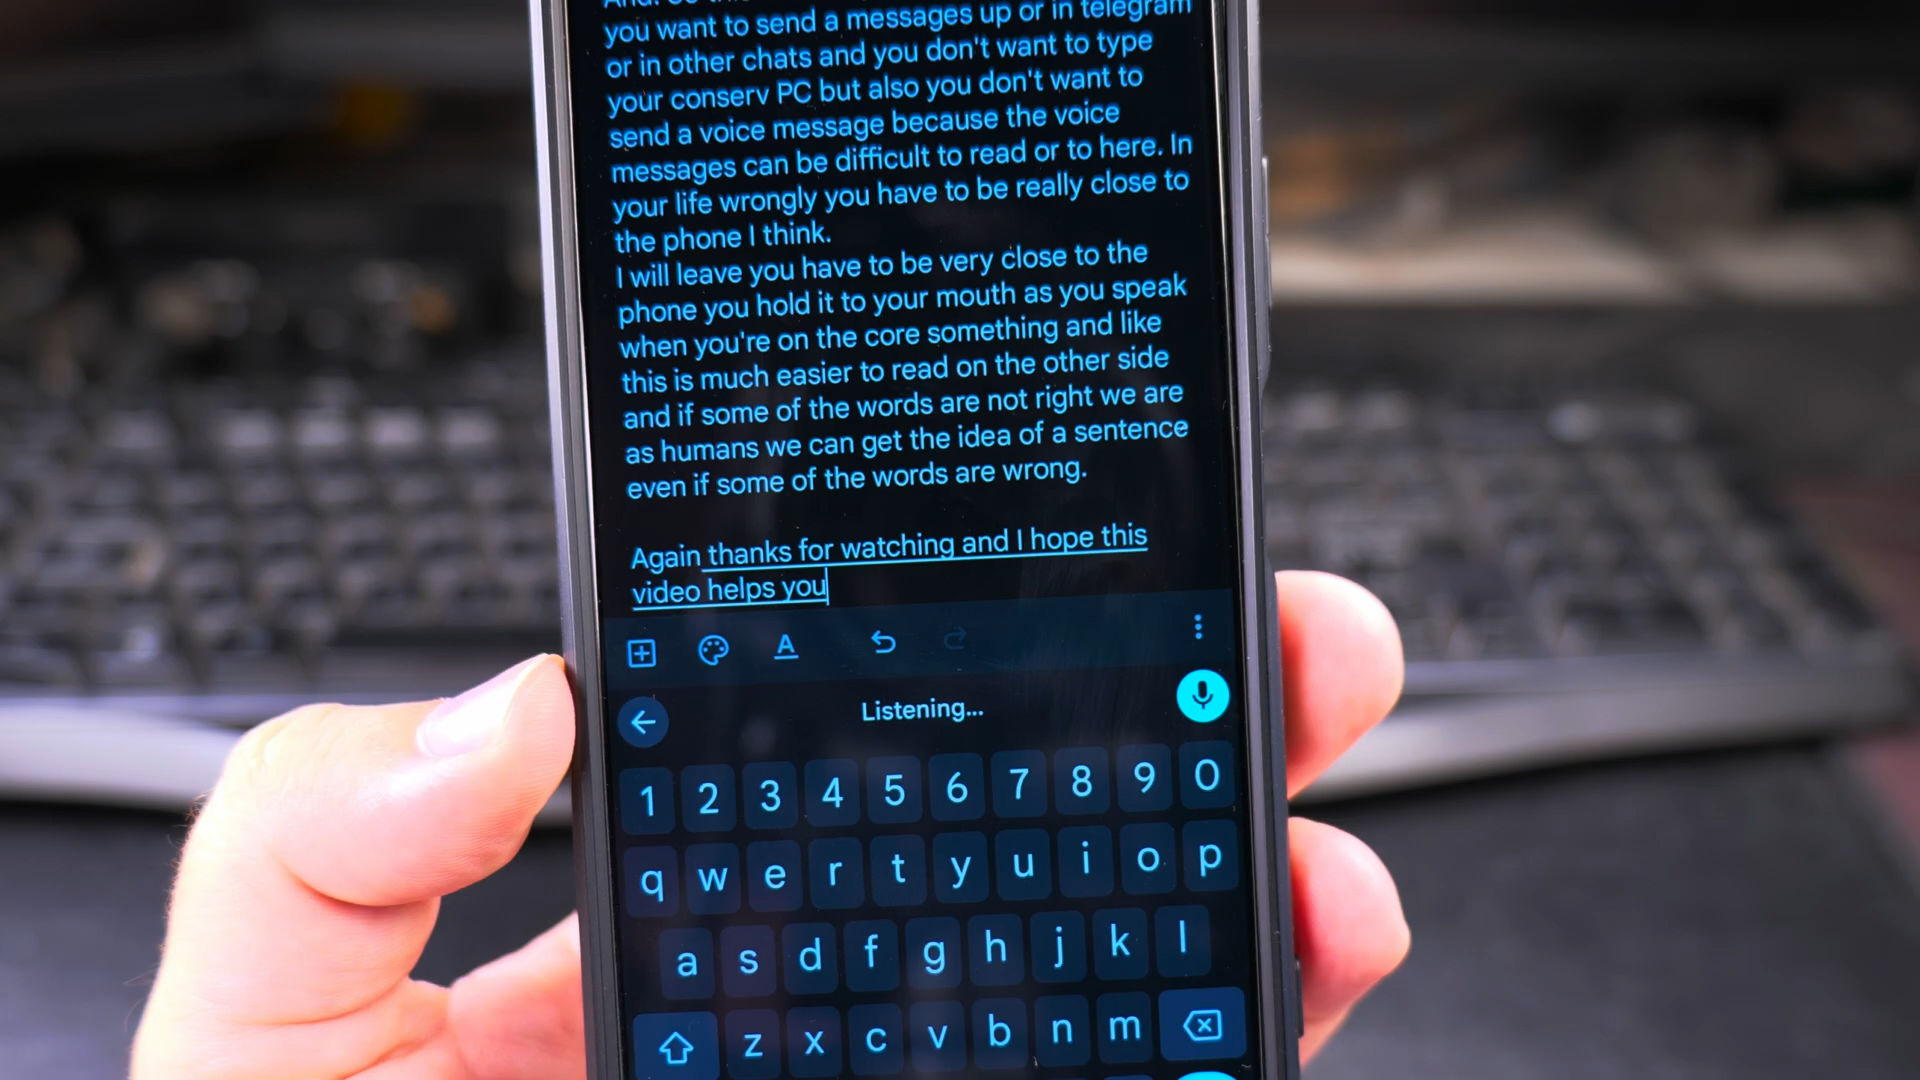 you want to send a messages up or in telegram
or in other chats and you don't want to type
your conserv PC but also you don't want to
send a voice message because the voice
messages can be difficult to read or to here. In
your life wrongly you have to be really close to
the phone I think.
I will leave you have to be very close to the
phone you hold it to your mouth as you speak
when you're on the core something and like
this is much easier to read on the other side
and if some of the words are not right we are
as humans we can get the idea of a sentence
even if some of the words are wrong.
Again thanks for watching and I hope this
video helps you
A
Listening...
1 2 3 4 5 6 7 8 9 0
q w e r t y u i o p
a s d f g h j k l
z x c v b n m